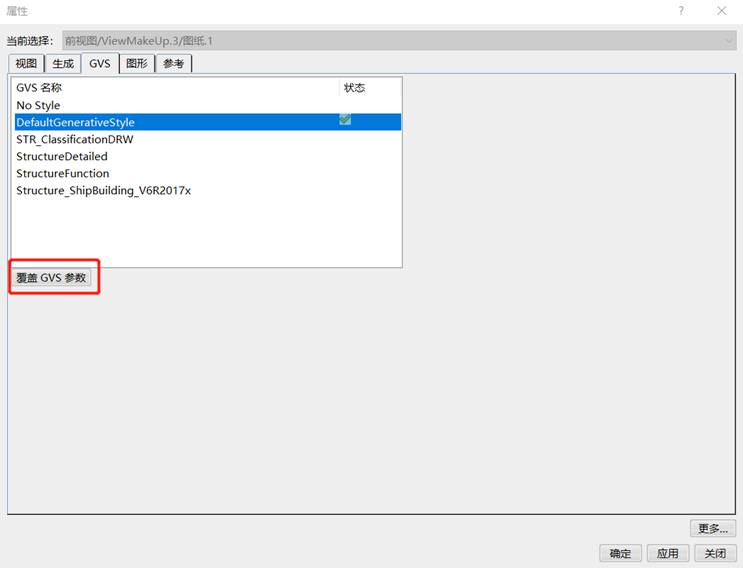 属性
?
当前选择： 前视图/ViewMakeUp.3/图纸.1
视图 生成 GVS 图形 参考
GVS 名称 状态
No Style
DefaultGenerativeStyle
STR_ClassificationDRW
StructureDetailed
StructureFunction
Structure_ShipBuilding_V6R2017x
覆盖 GVS 参数
更多...
确定 应用 关闭